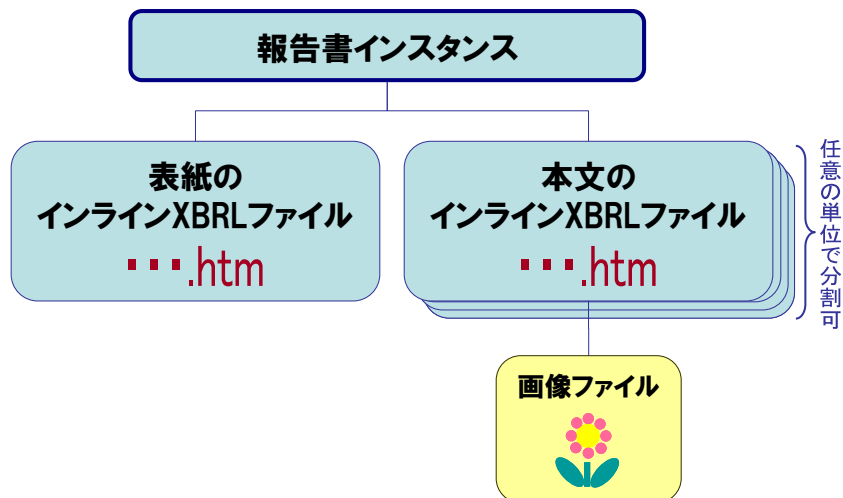 報告書インスタンス
表紙の
インラインXBRLファイル
･･･.htm
本文の
インラインXBRLファイル
･･･.htm
任意の単位で分割可
画像ファイル